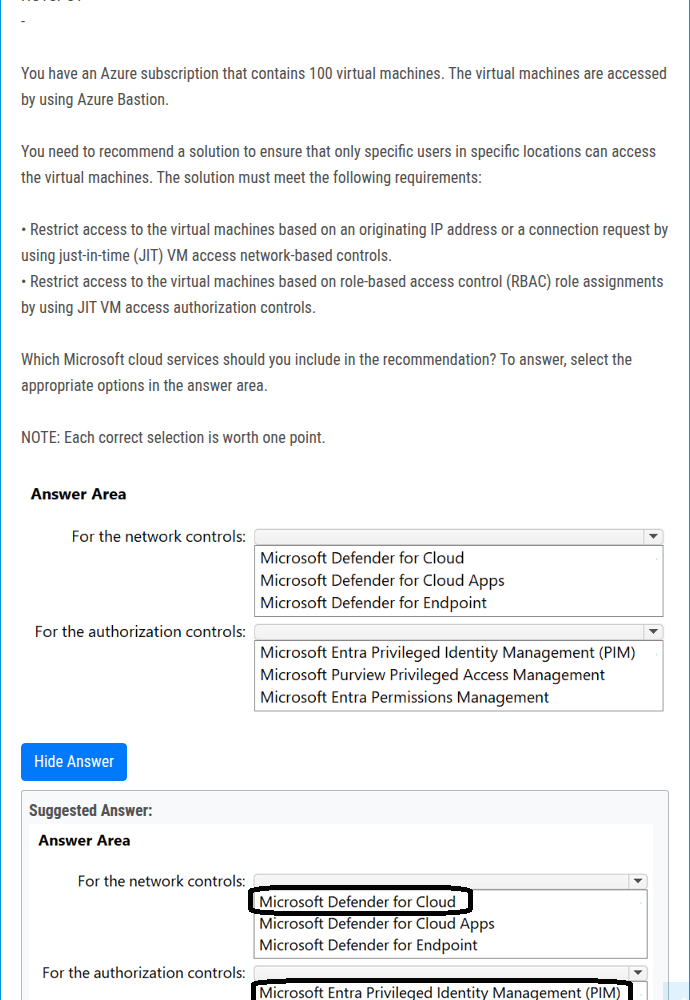 -
You have an Azure subscription that contains 100 virtual machines. The virtual machines are accessed
by using Azure Bastion.
You need to recommend a solution to ensure that only specific users in specific locations can access
the virtual machines. The solution must meet the following requirements:
• Restrict access to the virtual machines based on an originating IP address or a connection request by
using just-in-time (JIT) VM access network-based controls.
• Restrict access to the virtual machines based on role-based access control (RBAC) role assignments
by using JIT VM access authorization controls.
Which Microsoft cloud services should you include in the recommendation? To answer, select the
appropriate options in the answer area.
NOTE: Each correct selection is worth one point.
Answer Area
For the network controls:
Microsoft Defender for Cloud
Microsoft Defender for Cloud Apps
Microsoft Defender for Endpoint
For the authorization controls:
Microsoft Entra Privileged Identity Management (PIM)
Microsoft Purview Privileged Access Management
Microsoft Entra Permissions Management
Hide Answer
Suggested Answer:
Answer Area
For the network controls:
Microsoft Defender for Cloud
Microsoft Defender for Cloud Apps
Microsoft Defender for Endpoint
For the authorization controls:
Microsoft Entra Privileged Identity Management (PIM)